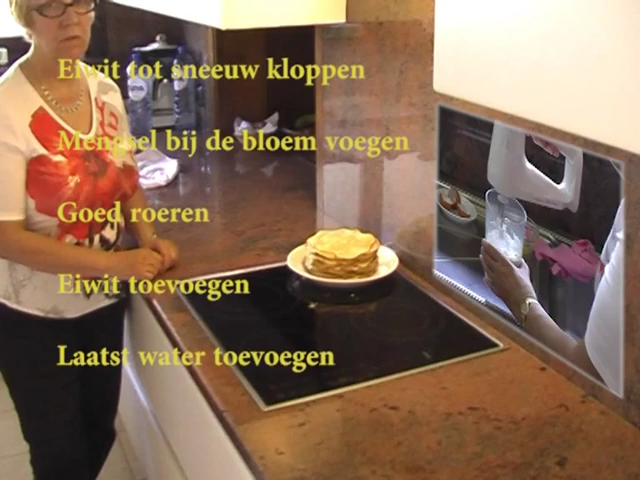 Eiwit tot sneeuw kloppen
Mengsel bij de bloem voegen
Goed roeren
Eiwit toevoegen
Laatst water toevoegen